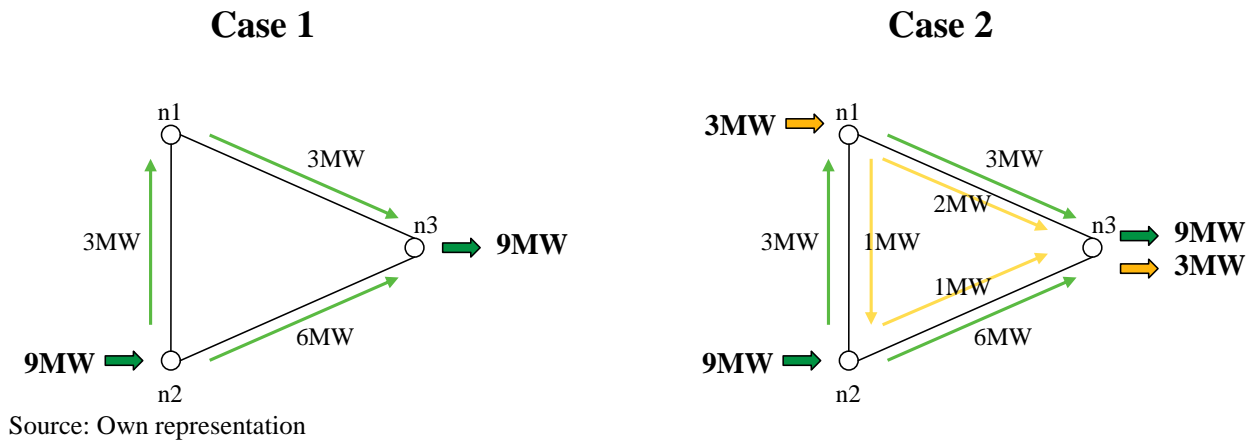 Case 1
n1
3MW
n3
3MW
9MW
6MW
9MW
n2
Case 2
3MW
n1
3MW
2MW
n3
3MW
1MW
9MW
3MW
1MW
6MW
9MW
n2
Source: Own representation